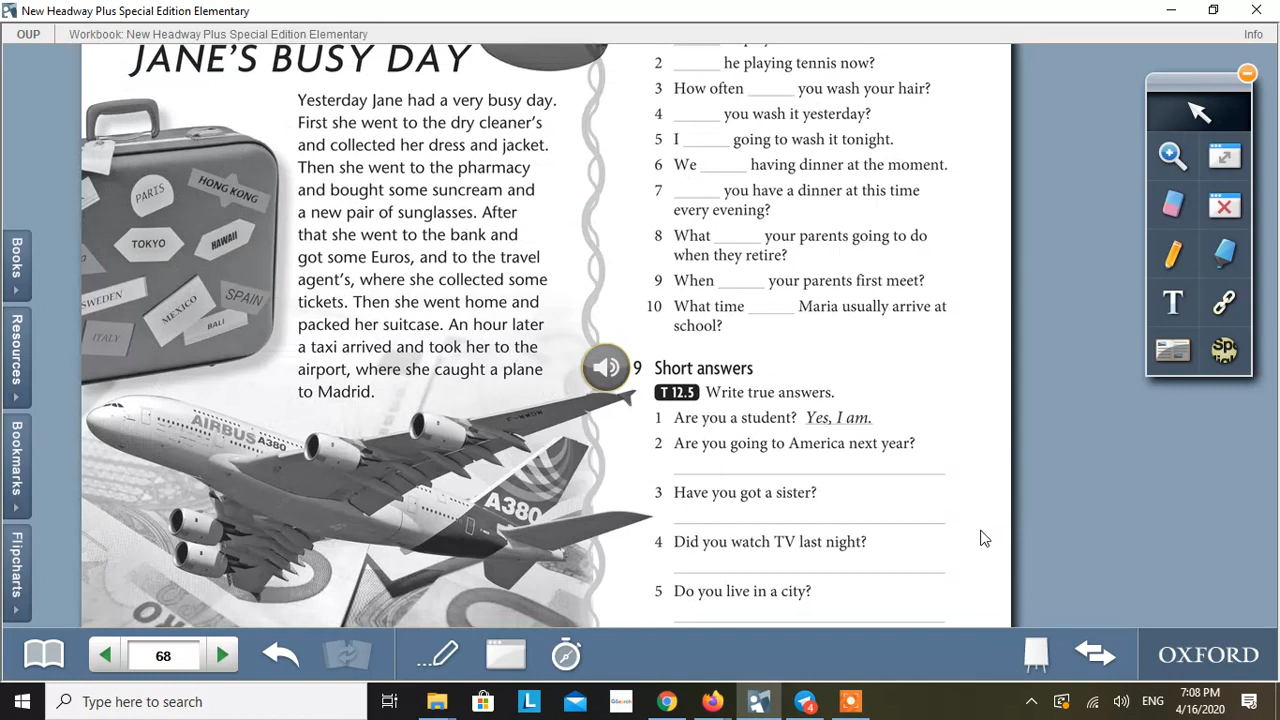 New Headway Plus Special Edition Elementary
OUP
Workbook: New Headway Plus Special Edition Elementary
Info
JANE'S BUSY DAY
Yesterday Jane had a very busy day.
First she went to the dry cleaner's
and collected her dress and jacket.
Then she went to the pharmacy
and bought some suncream and
a new pair of sunglasses. After
that she went to the bank and
got some Euros, and to the travel
agent's, where she collected some
tickets. Then she went home and
packed her suitcase. An hour later
a taxi arrived and took her to the
airport, where she caught a plane
to Madrid.
PARIS
HONG KONG
TOKYO
HAWAII
SWEDEN
MEXICO
SPAIN
ITALY
BALI
AIRBUS A380
A380
2 ______ he playing tennis now?
3 How often ______ you wash your hair?
4 ______ you wash it yesterday?
5 I ______ going to wash it tonight.
6 We ______ having dinner at the moment.
7 ______ you have a dinner at this time
every evening?
8 What ______ your parents going to do
when they retire?
9 When ______ your parents first meet?
10 What time ______ Maria usually arrive at
school?
9 Short answers
T 12.5 Write true answers.
1 Are you a student? Yes, I am.
2 Are you going to America next year?
3 Have you got a sister?
4 Did you watch TV last night?
5 Do you live in a city?
Books
Resources
Bookmarks
Flipcharts
T
Spe
68
OXFORD
Type here to search
L
GSearch
4
ENG
7:08 PM
4/16/2020